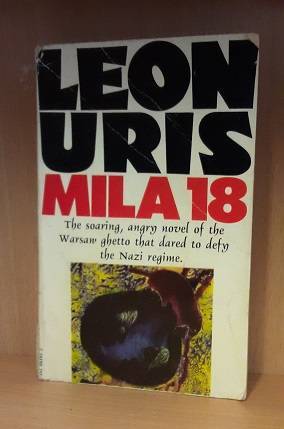 LEON
URIS
MILA 18
The soaring, angry novel of the
Warsaw ghetto that dared to defy
the Nazi regime.